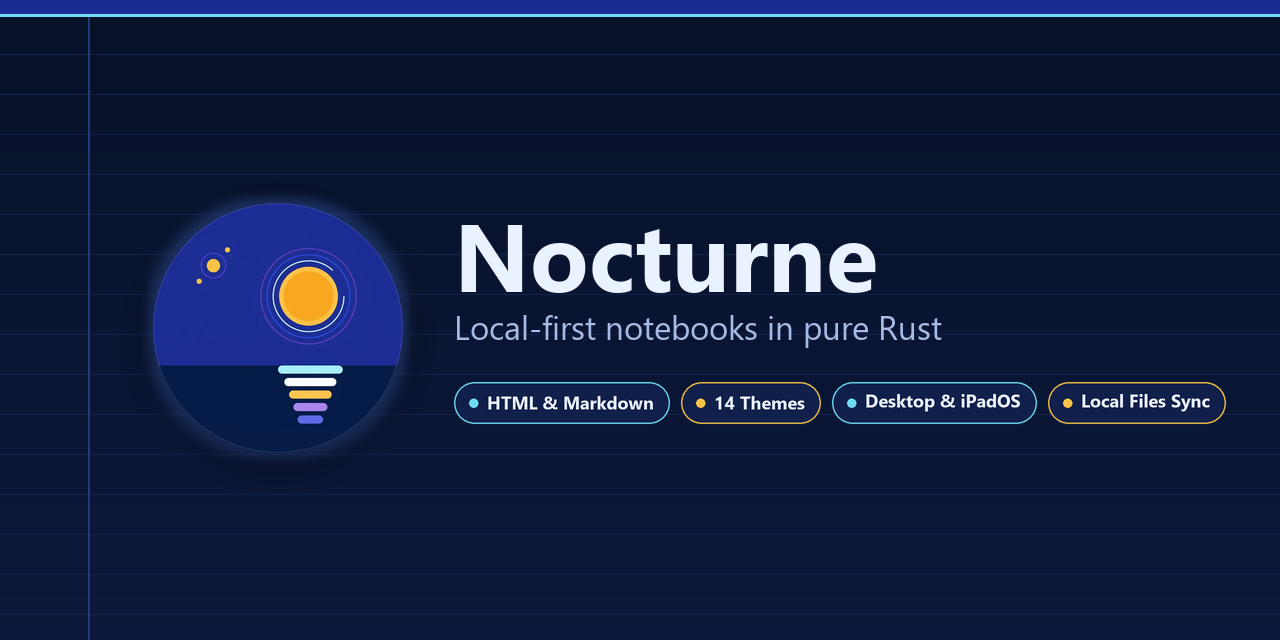 Nocturne
Local-first notebooks in pure Rust
HTML & Markdown 14 Themes Desktop & iPadOS Local Files Sync